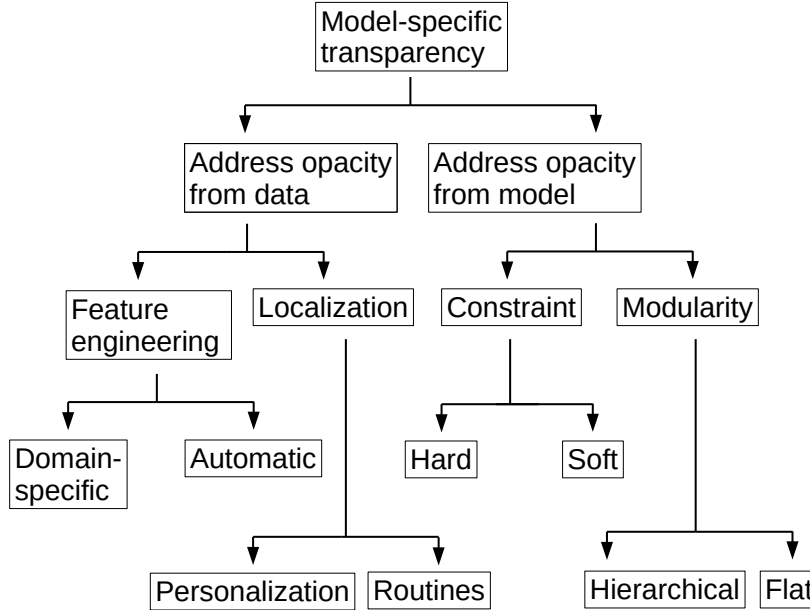 Model-specific
transparency
Address opacity
from data
Address opacity
from model
Feature
engineering
Localization
Constraint
Modularity
Domain-
specific
Automatic
Hard
Soft
Personalization
Routines
Hierarchical
Flat